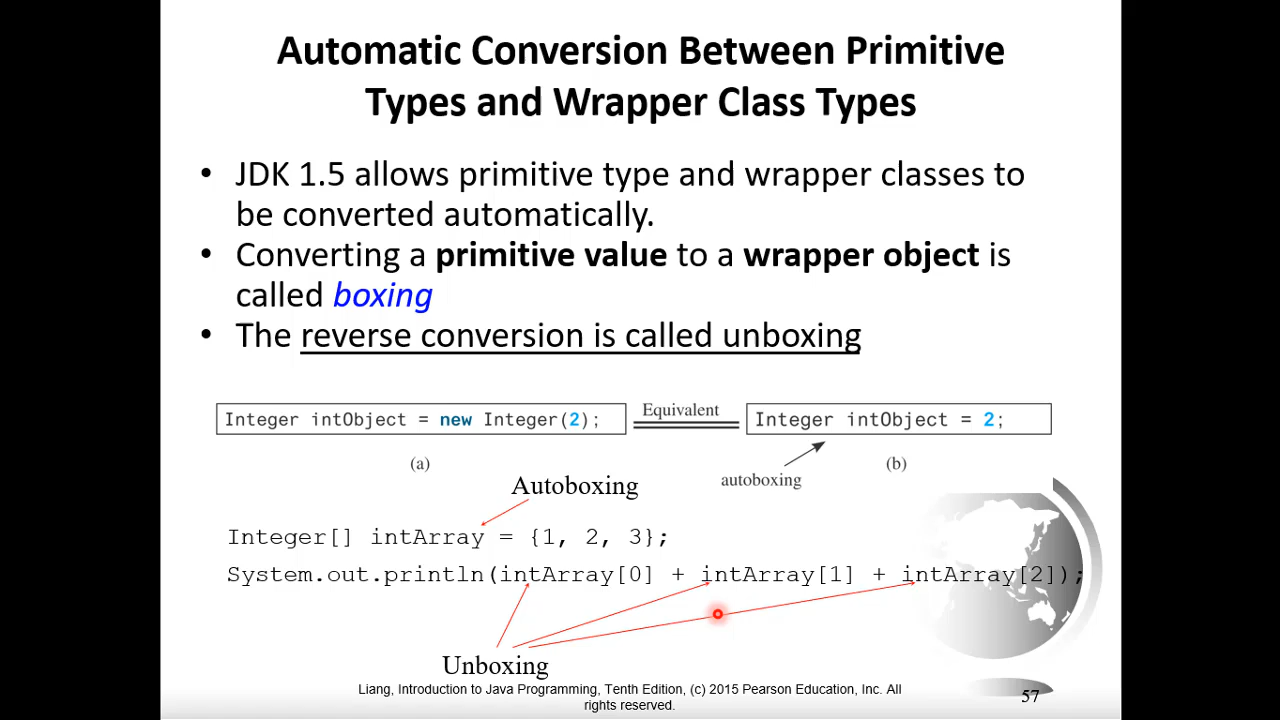 Automatic Conversion Between Primitive
Types and Wrapper Class Types
• JDK 1.5 allows primitive type and wrapper classes to
be converted automatically.
• Converting a primitive value to a wrapper object is
called boxing
• The reverse conversion is called unboxing
Integer intObject = new Integer(2);
Equivalent
Integer intObject = 2;
(a)
autoboxing
(b)
Autoboxing
Integer[] intArray = {1, 2, 3};
System.out.println(intArray[0] + intArray[1] + intArray[2]);
Unboxing
Liang, Introduction to Java Programming, Tenth Edition, (c) 2015 Pearson Education, Inc. All
rights reserved.
57